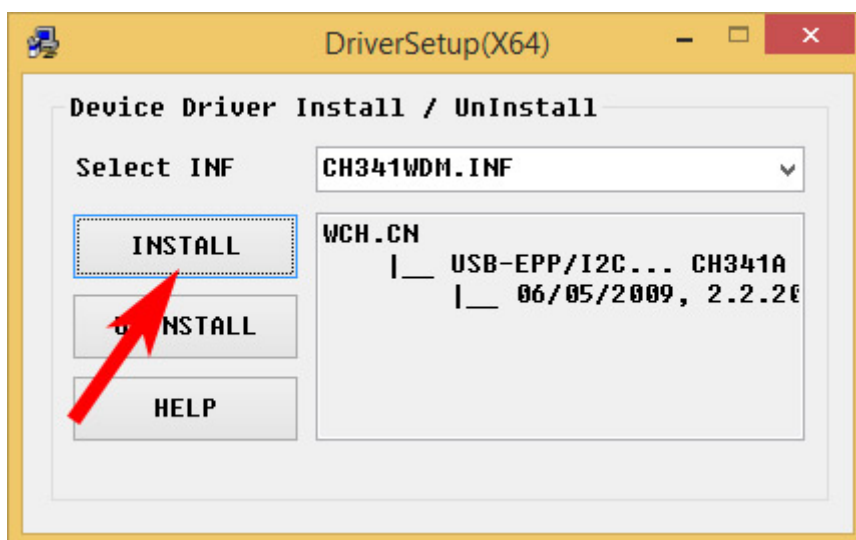 DriverSetup(X64)
Device Driver Install / UnInstall
Select INF
CH341WDM.INF
INSTALL
WCH.CN
|__ USB-EPP/I2C... CH341A
|__ 06/05/2009, 2.2.20
NSTALL
HELP